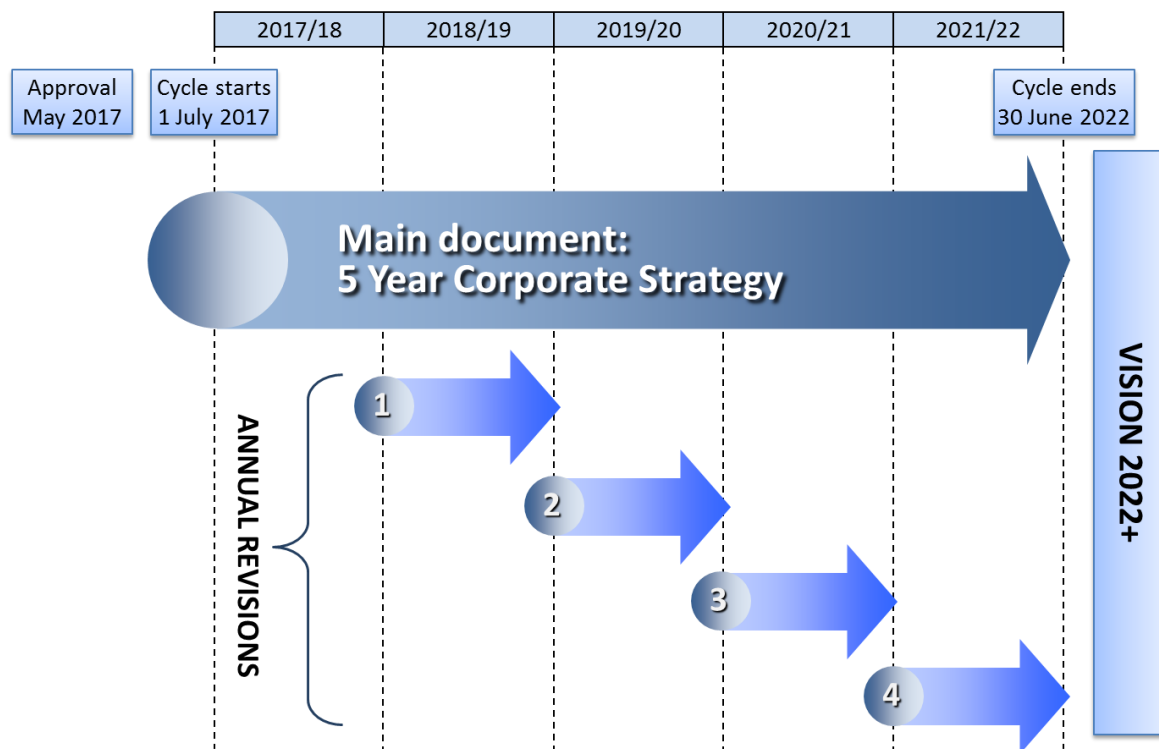 2017/18 2018/19 2019/20 2020/21 2021/22
Approval
May 2017
Cycle starts
1 July 2017
Cycle ends
30 June 2022
Main document:
5 Year Corporate Strategy
ANNUAL REVISIONS
1
2
3
4
VISION 2022+